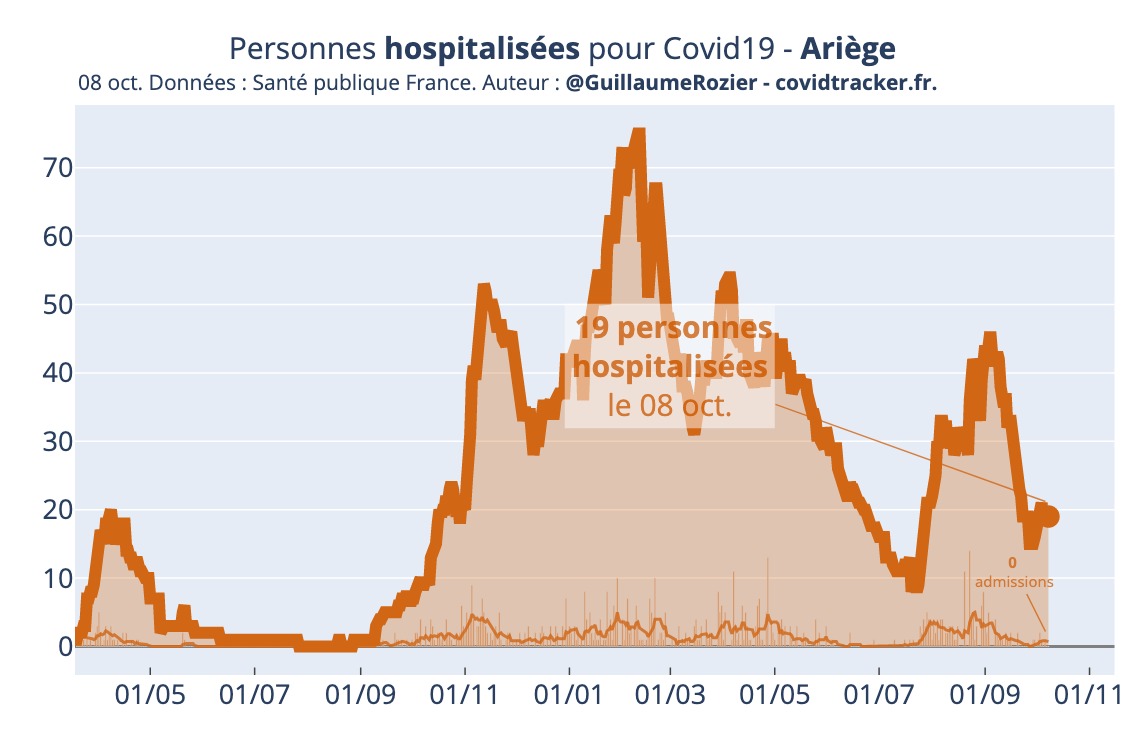 Personnes hospitalisées pour Covid19 - Ariège
08 oct. Données : Santé publique France. Auteur : @GuillaumeRozier - covidtracker.fr.
70
60
50
19 personnes
hospitalisées
40
le 08 oct.
30
20
0
admissions
10
0
01/05 01/07 01/09 01/11 01/01 01/03 01/05 01/07 01/09 01/11